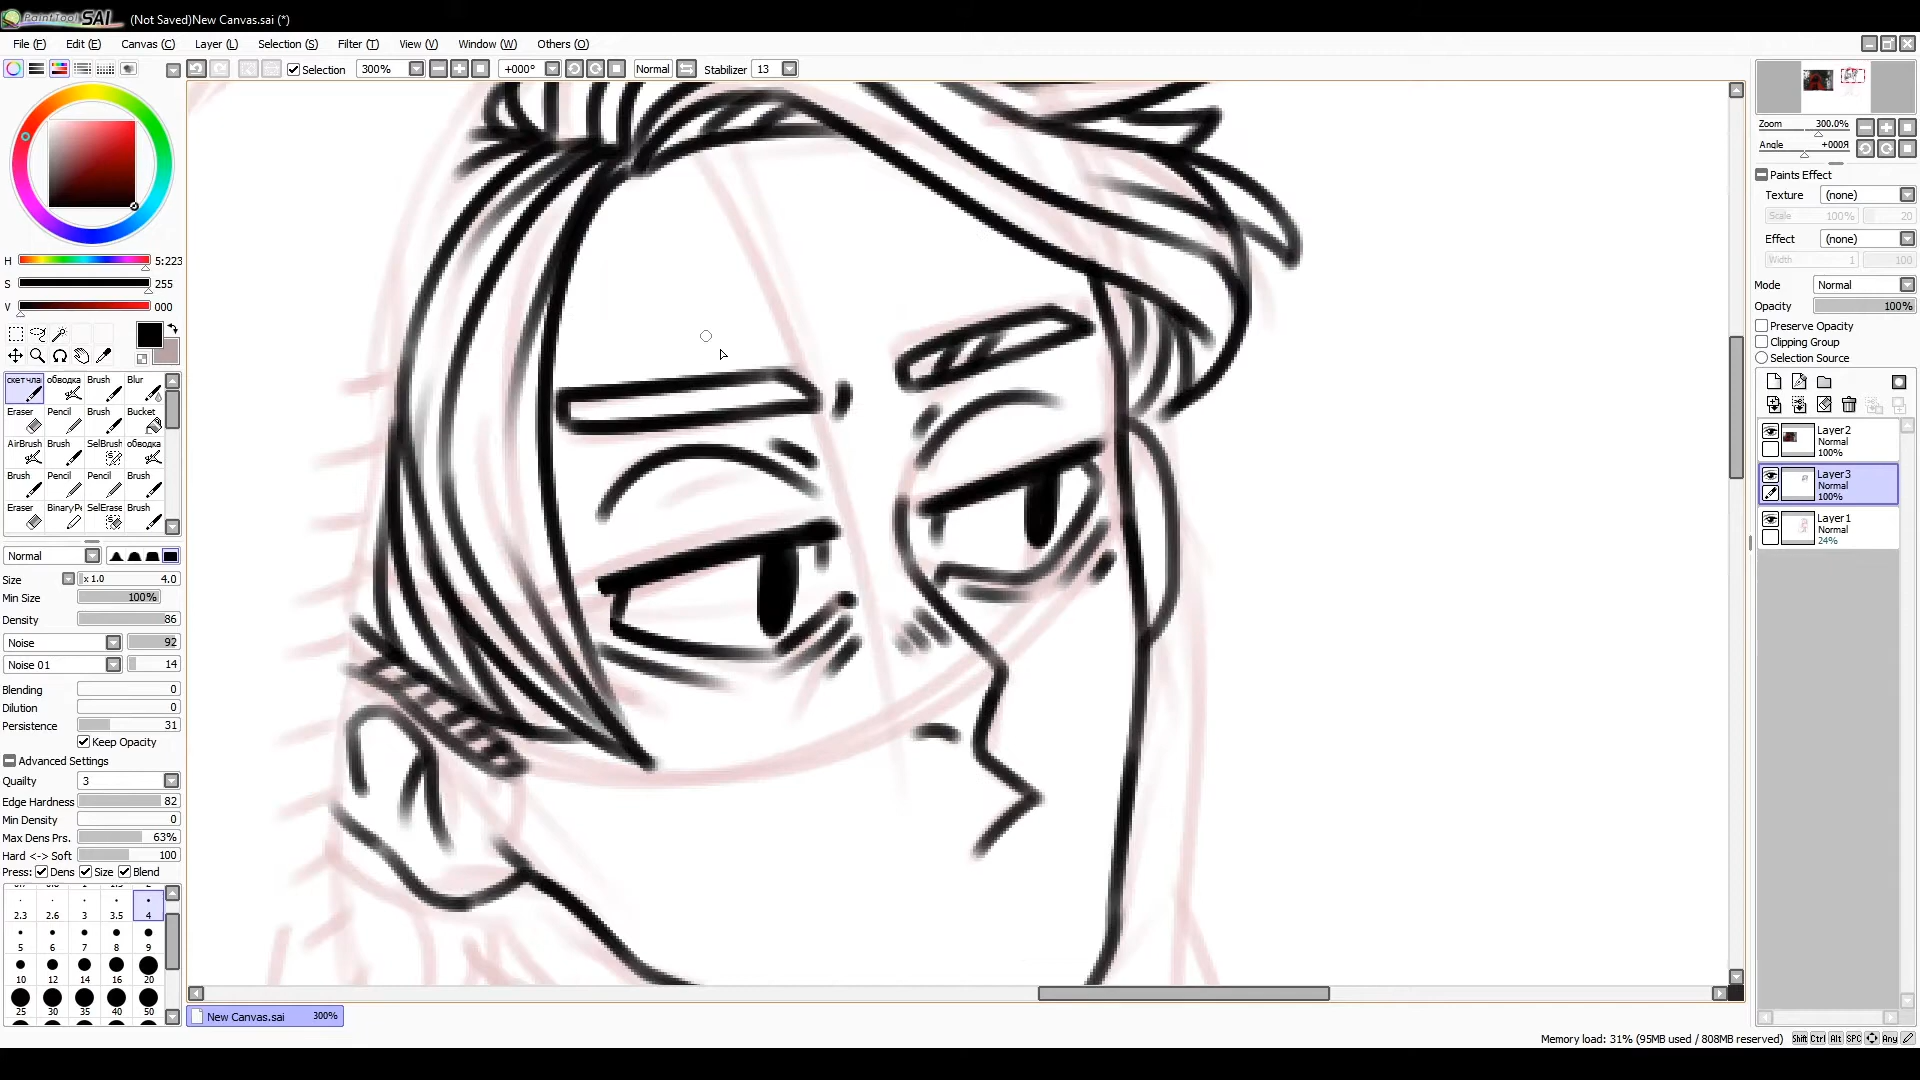 PaintTool SAI (Not Saved)New Canvas.sai (*)
File (F) Edit (E) Canvas (C) Layer (L) Selection (S) Filter (T) View (V) Window (W) Others (O)
Selection 300% +000° Normal Stabilizer 13
H 5:223
S 255
V 000
обводка Brush Blur
Eraser Pencil Brush Bucket
AirBrush Brush SelBrush обводка
Brush Pencil Pencil Brush
Eraser SelErase Brush
Normal
Size x 1.0 4.0
Min Size 100%
Density 86
Noise 92
Noise 01 14
Blending 0
Dilution 0
Persistence 31
Keep Opacity
Advanced Settings
Quailty 3
Edge Hardness 82
Min Density 0
Max Dens Prs. 63%
Hard <-> Soft 100
Press: Dens Size Blend
2.3 2.6 3 3.5 4
5 6 7 8 9
10 12 14 16 20
25 30 35 40 50
New Canvas.sai 300%
Zoom 300.0%
Angle +000Я
Paints Effect
Texture (none)
Scale 100% 20
Effect (none)
Width 1 100
Mode Normal
Opacity 100%
Preserve Opacity
Clipping Group
Selection Source
Layer2
Normal
100%
Layer3
Normal
100%
Layer1
Normal
24%
Memory load: 31% (95MB used / 808MB reserved) Shift Ctrl Alt SPC Any